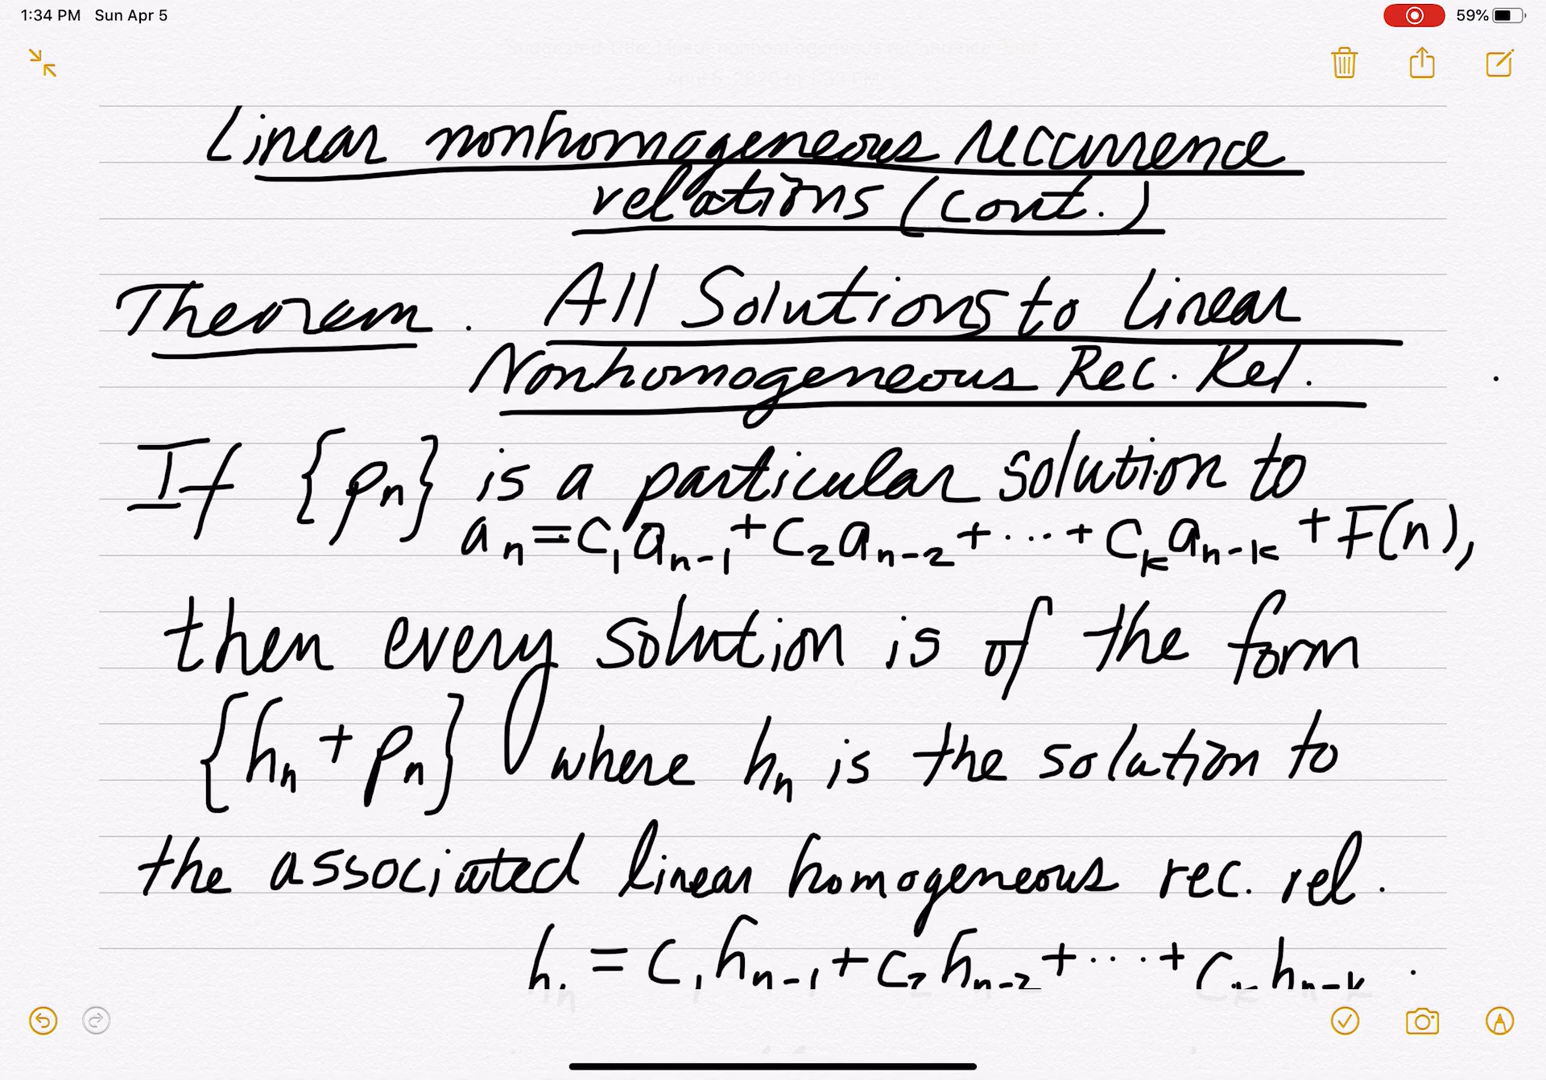 1:34 PM Sun Apr 5
59%
Linear nonhomogeneous recurrence
relations (cont.)
Theorem. All Solutions to Linear
Nonhomogeneous Rec. Rel.
If {pₙ} is a particular solution to
aₙ = c₁aₙ₋₁ + c₂aₙ₋₂ + ··· + cₖaₙ₋ₖ + F(n),
then every solution is of the form
{hₙ + pₙ} where hₙ is the solution to
the associated linear homogeneous rec. rel.
hₙ = c₁hₙ₋₁ + c₂hₙ₋₂ + ··· + cₖhₙ₋ₖ.